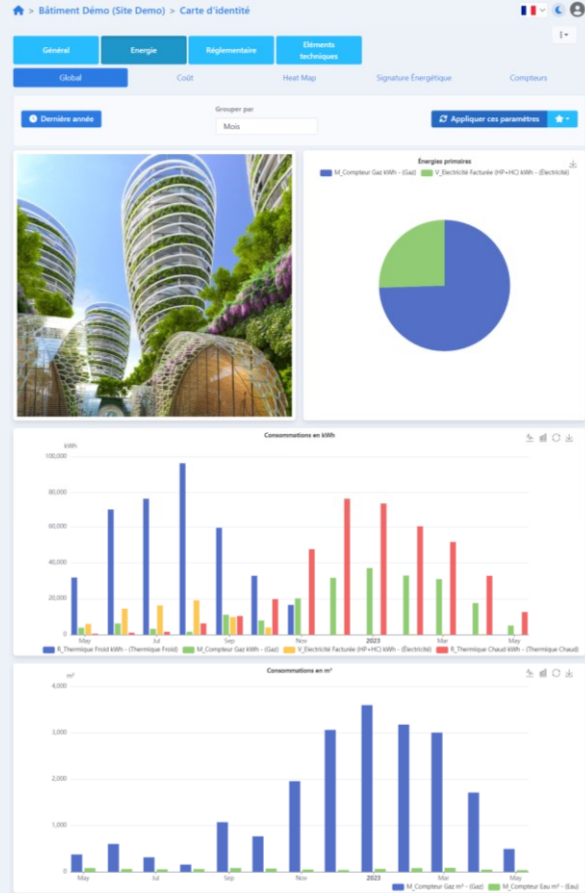 > Bâtiment Démo (Site Demo) > Carte d'identité
Général
Energie
Réglementaire
Eléments
techniques
Global
Coût
Heat Map
Signature Énergétique
Compteurs
Dernière année
Grouper par
Mois
Appliquer ces paramètres
Énergies primaires
M_Compteur Gaz kWh - (Gaz)
V_Electricité Facturée (HP+HC) kWh - (Électricité)
Consommations en kWh
kWh
100,000
80,000
60,000
40,000
20,000
0
May
Jul
Sep
Nov
2023
Mar
May
R_Thermique Froid kWh - (Thermique Froid)
M_Compteur Gaz kWh - (Gaz)
V_Electricité Facturée (HP+HC) kWh - (Électricité)
R_Thermique Chaud kWh - (Thermique Chaud)
Consommations en m³
m³
4,000
3,000
2,000
1,000
0
May
Jul
Sep
Nov
2023
Mar
May
M_Compteur Gaz m³ - (Gaz)
M_Compteur Eau m³ - (Eau)